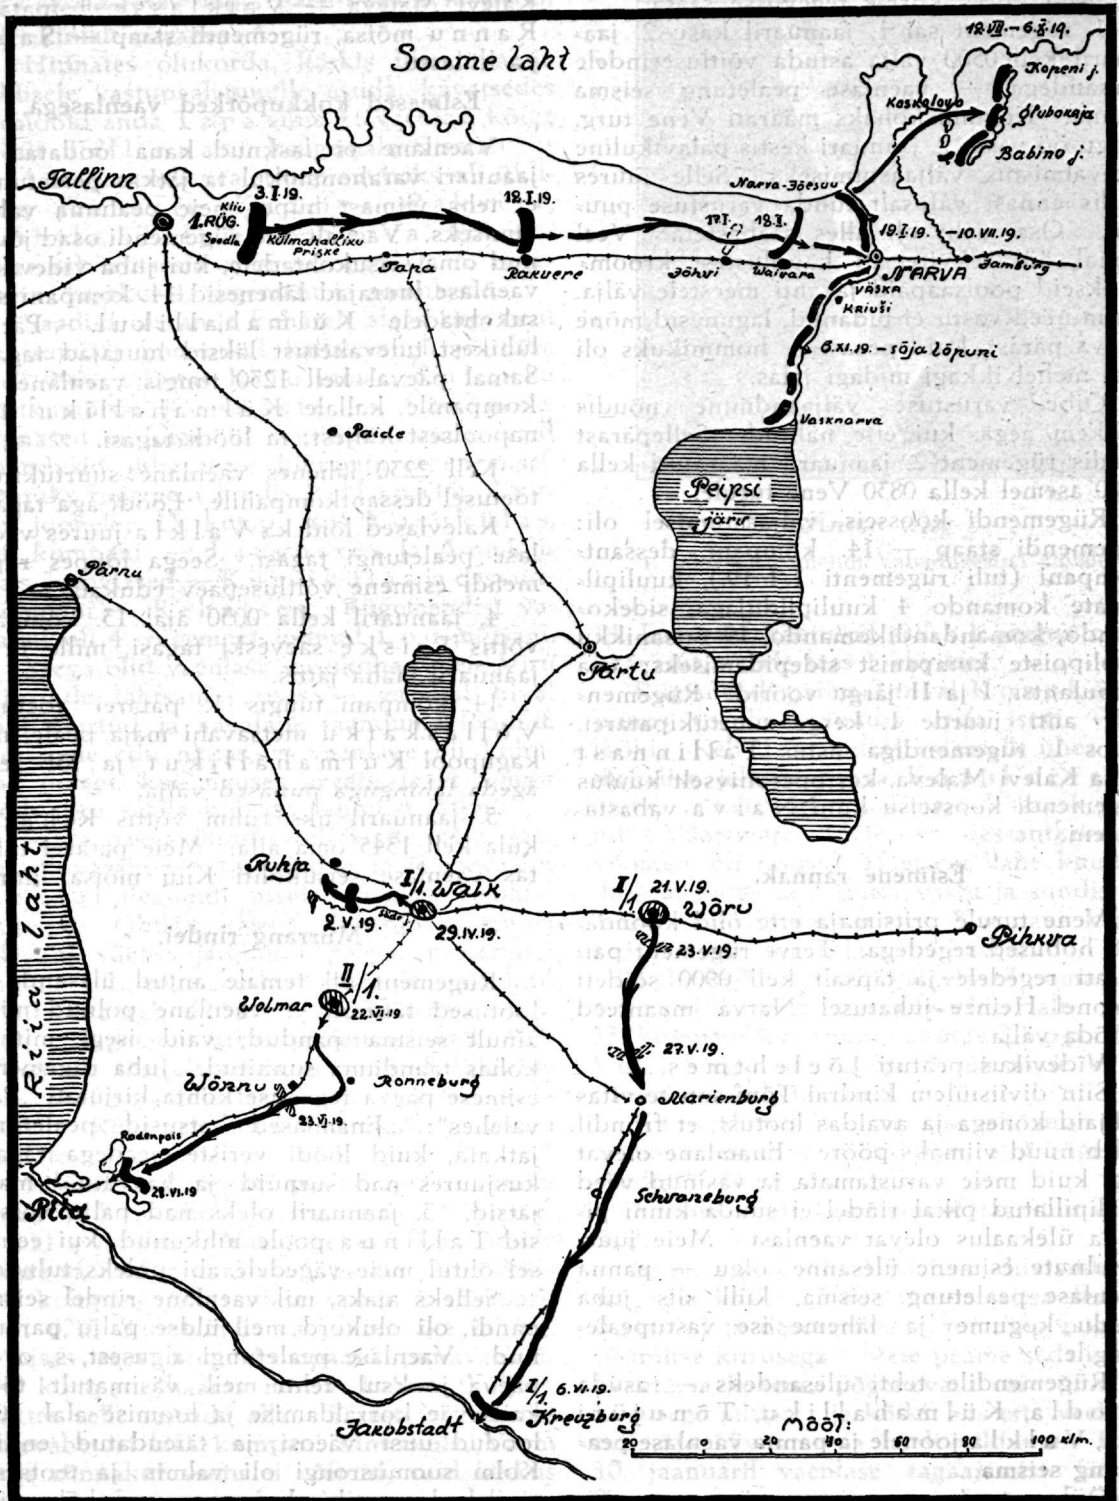 Soome laht
12.VII.–6.X.19.
Kopeni j.
Koskolovo
Glubokaja
Babino j.
Tallinn
3.I.19.
Kliu
1.RÜG.
Soodla
Külmahalliku
Priske
12.I.19.
Narva-Jõesuu
17.I.
18.I.
19.I.19.–10.VII.19.
Tapa
Rakvere
Jõhvi
Waivara
NARVA
Jamburg
VÄSKA
Kriuši
6.XI.19.–sõja lõpuni
Vasknarva
Paide
Peipsi
järv
Pärnu
Tartu
Riia laht
Ruhja
I/1.
Walk
2.V.19.
29.IV.19.
I/1.
21.V.19.
Wõru
23.V.19.
Pihkva
II/1.
Wolmar
22.VI.19
27.V.19.
Wõnnu
Ronneburg
23.VI.19.
Marienburg
Rodenpois
28.VI.19
Riia
Schvaneburg
I/1.
6.VI.19.
Jakobstadt
Kreuzburg
MÕÕT:
20 0 20 40 60 80 100 klm.